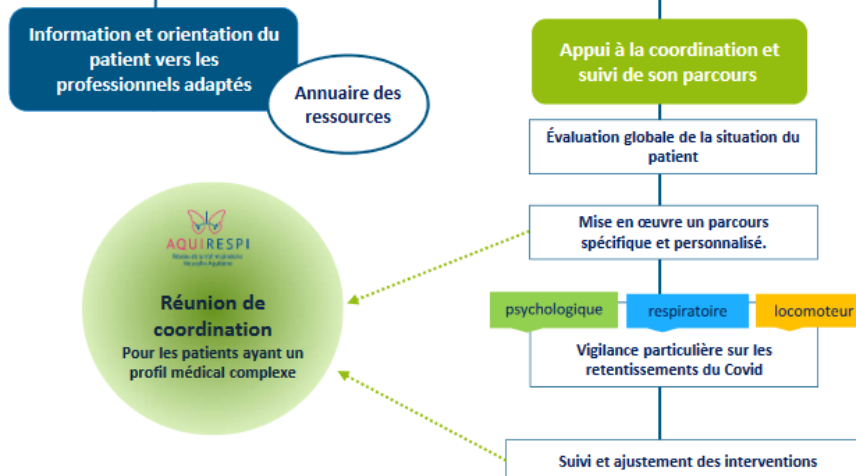 Information et orientation du
patient vers les
professionnels adaptés
Annuaire des
ressources
Appui à la coordination et
suivi de son parcours
Évaluation globale de la situation du
patient
Mise en œuvre un parcours
spécifique et personnalisé.
psychologique
respiratoire
locomoteur
Vigilance particulière sur les
retentissements du Covid
Suivi et ajustement des interventions
AQUIRESPI
Réunion de
coordination
Pour les patients ayant un
profil médical complexe